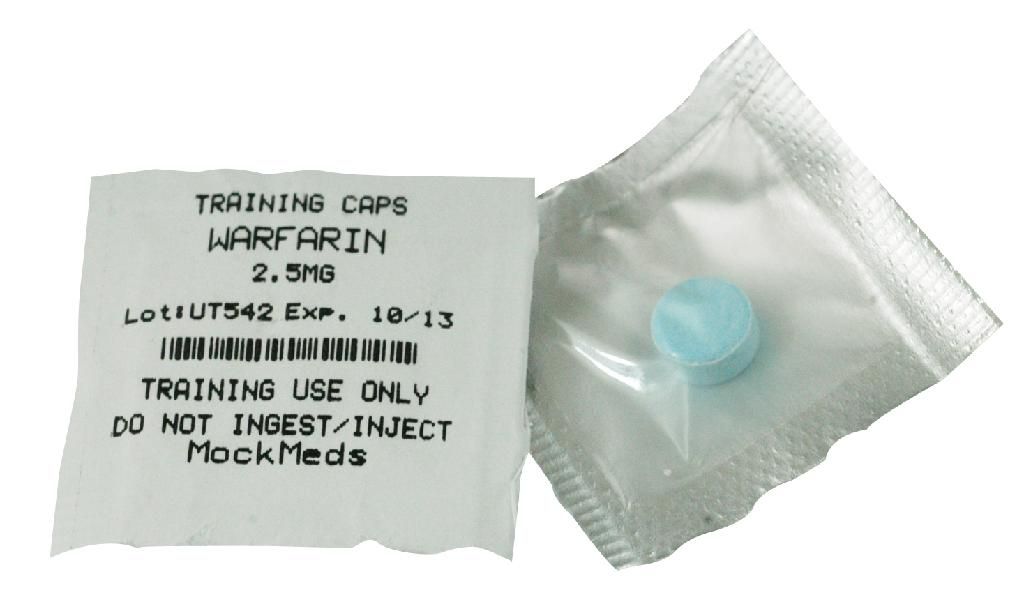 TRAINING CAPS
WARFARIN
2.5MG
Lot:UT542 Exp. 10/13
TRAINING USE ONLY
DO NOT INGEST/INJECT
MockMeds